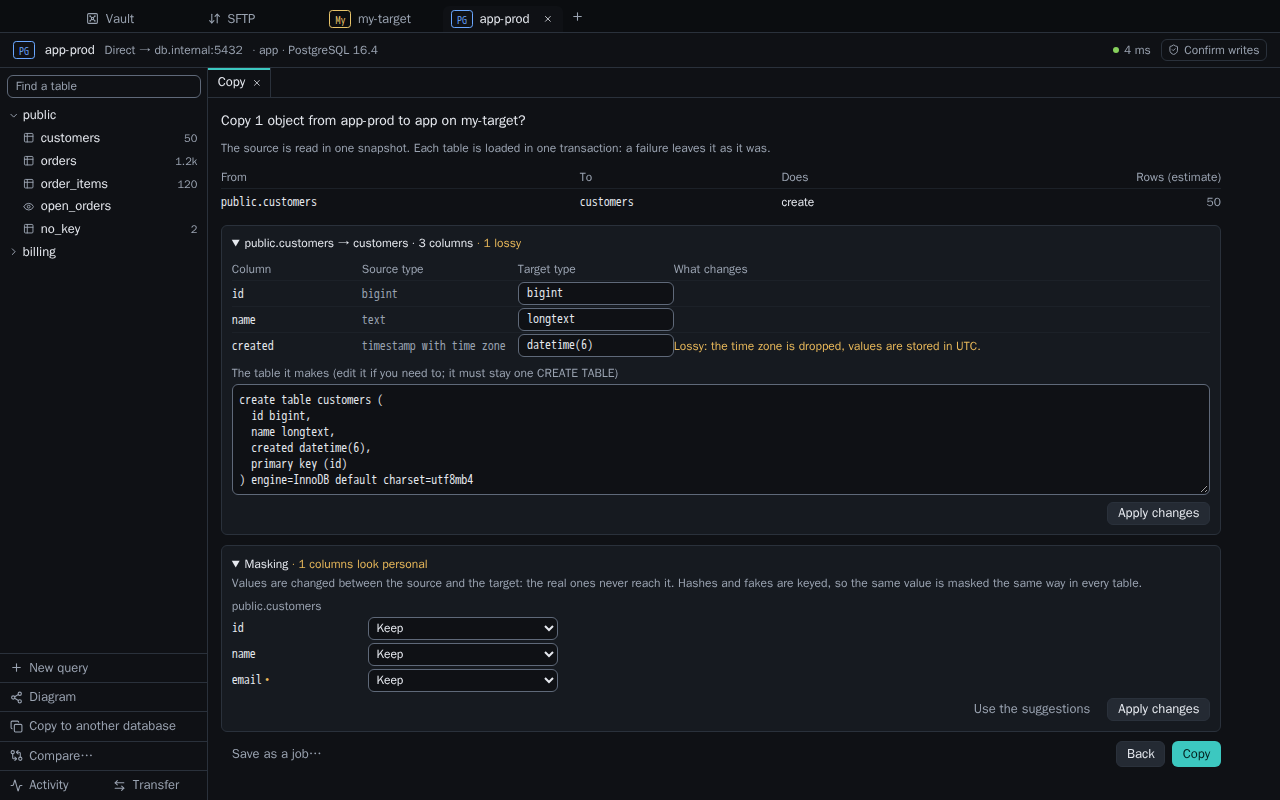 Vault
SFTP
My my-target
PG app-prod × +
PG app-prod Direct → db.internal:5432 · app · PostgreSQL 16.4
4 ms
Confirm writes
Find a table
public
customers 50
orders 1.2k
order_items 120
open_orders
no_key 2
billing
New query
Diagram
Copy to another database
Compare···
Activity
Transfer
Copy ×
Copy 1 object from app-prod to app on my-target?
The source is read in one snapshot. Each table is loaded in one transaction: a failure leaves it as it was.
From To Does Rows (estimate)
public.customers customers create 50
▼ public.customers → customers · 3 columns · 1 lossy
Column Source type Target type What changes
id bigint bigint
name text longtext
created timestamp with time zone datetime(6) Lossy: the time zone is dropped, values are stored in UTC.
The table it makes (edit it if you need to; it must stay one CREATE TABLE)
create table customers (
id bigint,
name longtext,
created datetime(6),
primary key (id)
) engine=InnoDB default charset=utf8mb4
Apply changes
▼ Masking · 1 columns look personal
Values are changed between the source and the target: the real ones never reach it. Hashes and fakes are keyed, so the same value is masked the same way in every table.
public.customers
id Keep
name Keep
email • Keep
Use the suggestions Apply changes
Save as a job···
Back Copy